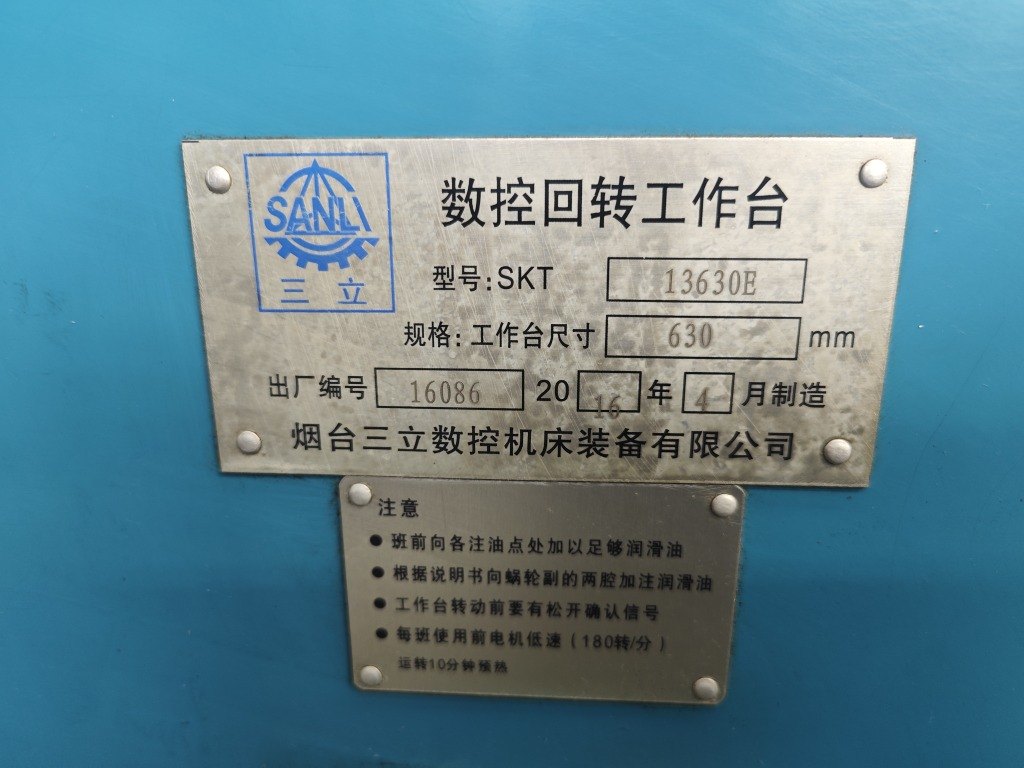 SANLI
三立
数控回转工作台
型号:SKT 13630E
规格:工作台尺寸 630 mm
出厂编号 16086 2016年4月制造
烟台三立数控机床装备有限公司
注意
●班前向各注油点处加以足够润滑油
●根据说明书向蜗轮副的两腔加注润滑油
●工作台转动前要有松开确认信号
●每班使用前电机低速(180转/分)
运转10分钟预热